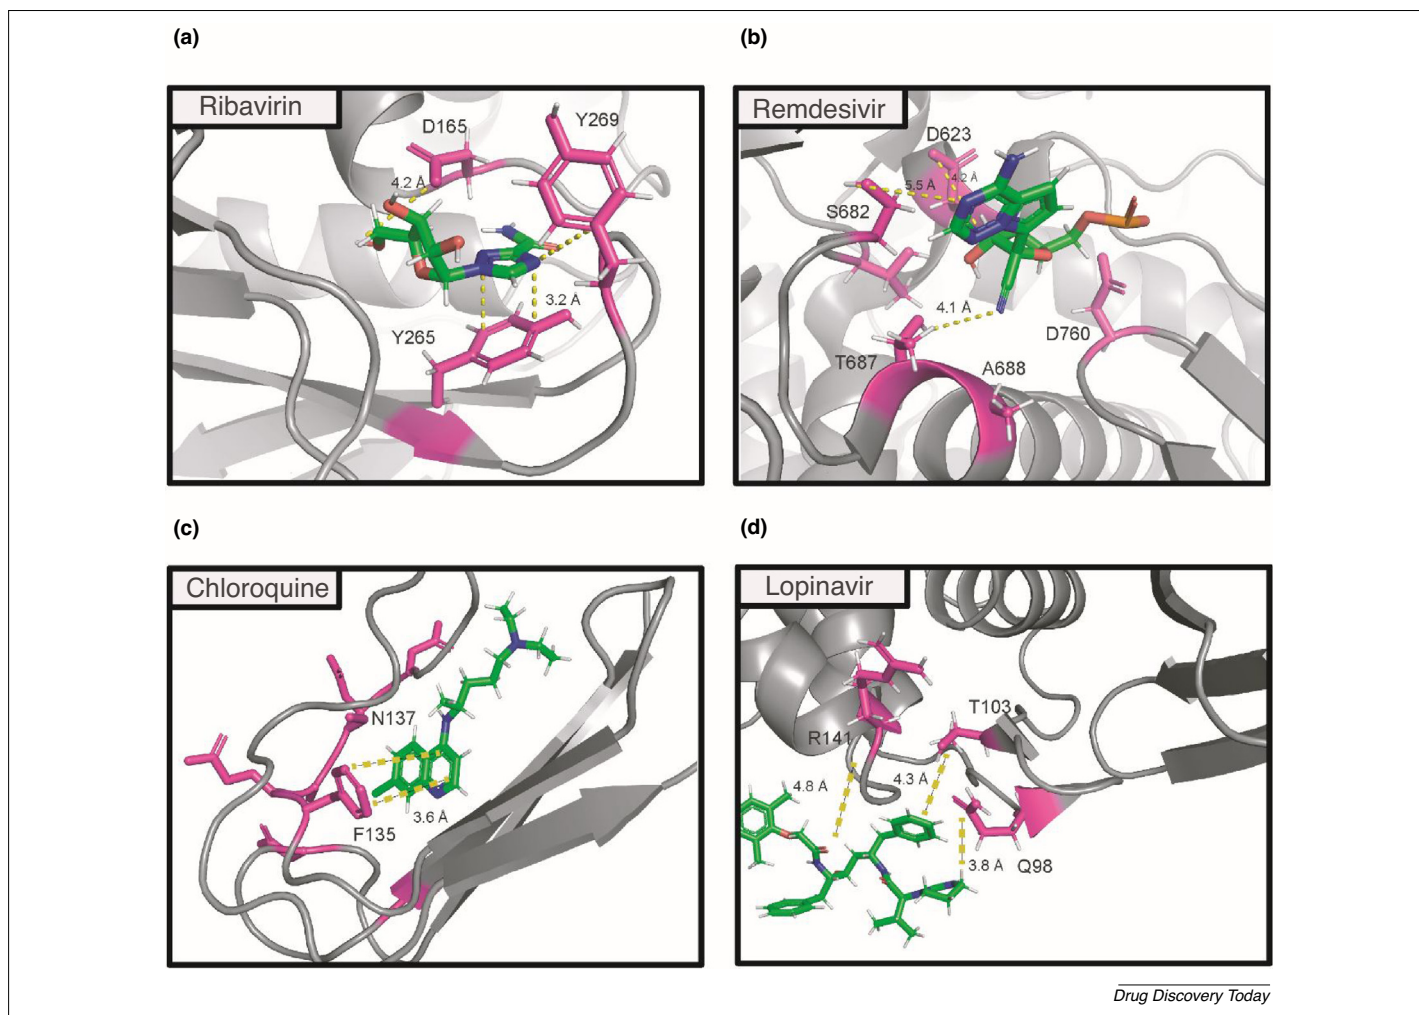 (a)
(b)
Ribavirin
D165
Y269
4.2 Å
3.2 Å
Y265
Remdesivir
D623
4.2 Å
5.5 Å
S682
4.1 Å
D760
T687
A688
(c)
(d)
Chloroquine
N137
F135
3.6 Å
Lopinavir
T103
R141
4.8 Å
4.3 Å
3.8 Å
Q98
Drug Discovery Today